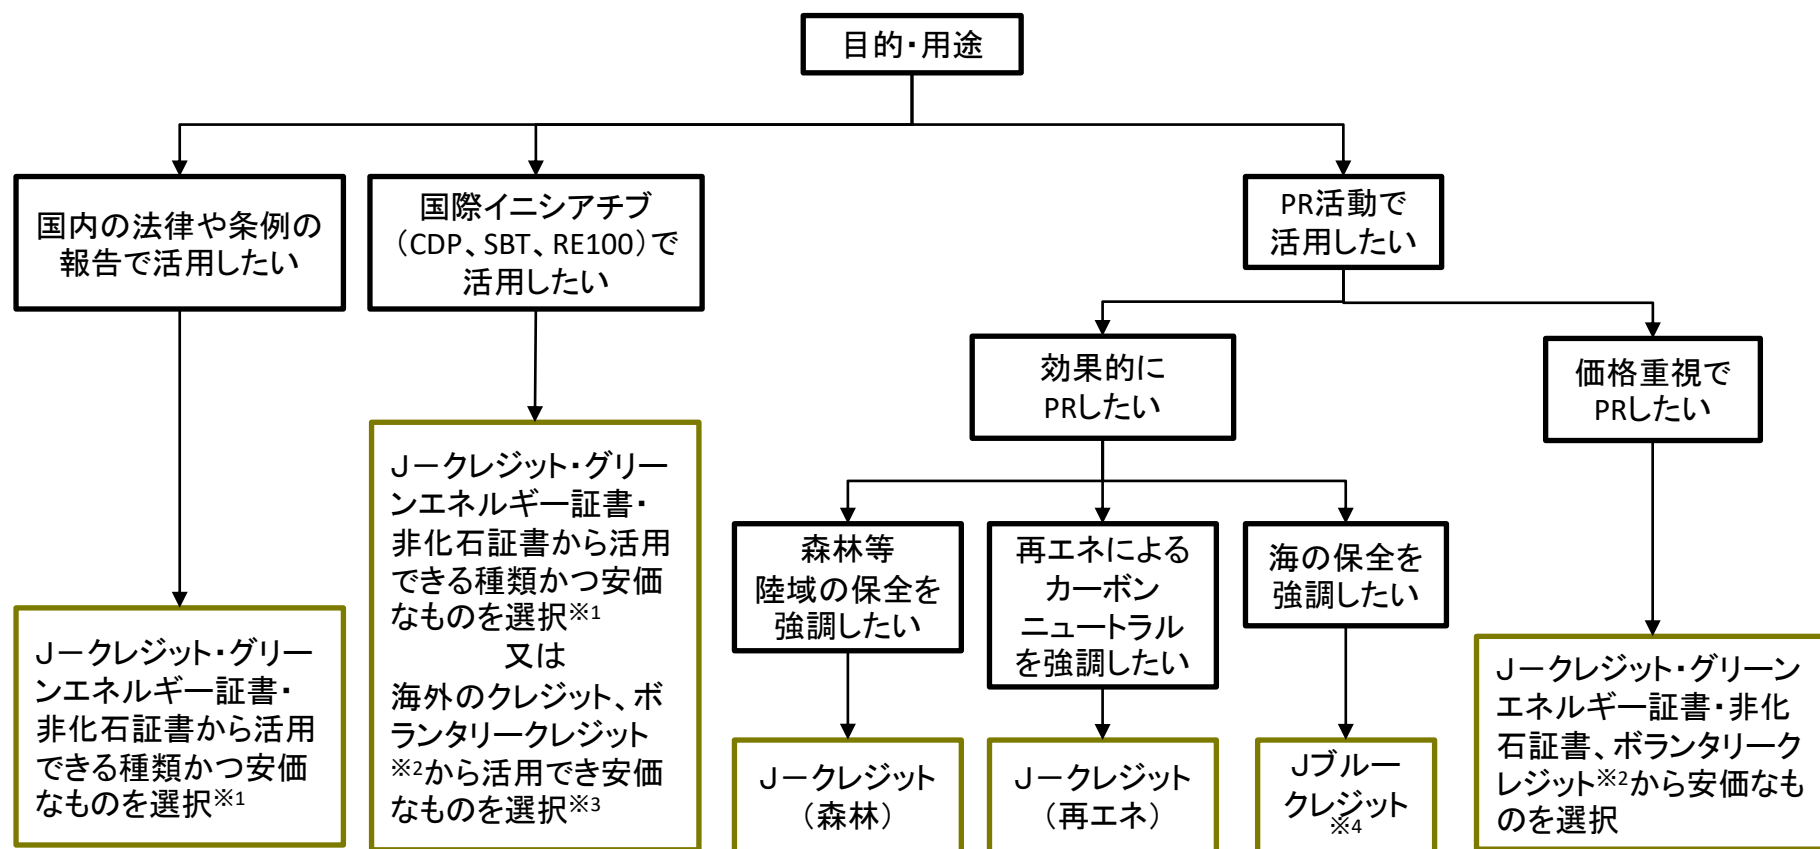 目的・用途
国内の法律や条例の
報告で活用したい
国際イニシアチブ
（CDP、SBT、RE100）で
活用したい
PR活動で
活用したい
効果的に
PRしたい
価格重視で
PRしたい
Ｊークレジット・グリー
ンエネルギー証書・
非化石証書から活用
できる種類かつ安価
なものを選択※1
Ｊークレジット・グリー
ンエネルギー証書・
非化石証書から活用
できる種類かつ安価
なものを選択※1
又は
海外のクレジット、ボ
ランタリークレジット
※2から活用でき安価
なものを選択※3
森林等
陸域の保全を
強調したい
再エネによる
カーボン
ニュートラル
を強調したい
海の保全を
強調したい
Ｊークレジット
（森林）
Ｊークレジット
（再エネ）
Jブルー
クレジット
※4
Ｊークレジット・グリーン
エネルギー証書・非化
石証書、ボランタリーク
レジット※2から安価なも
のを選択